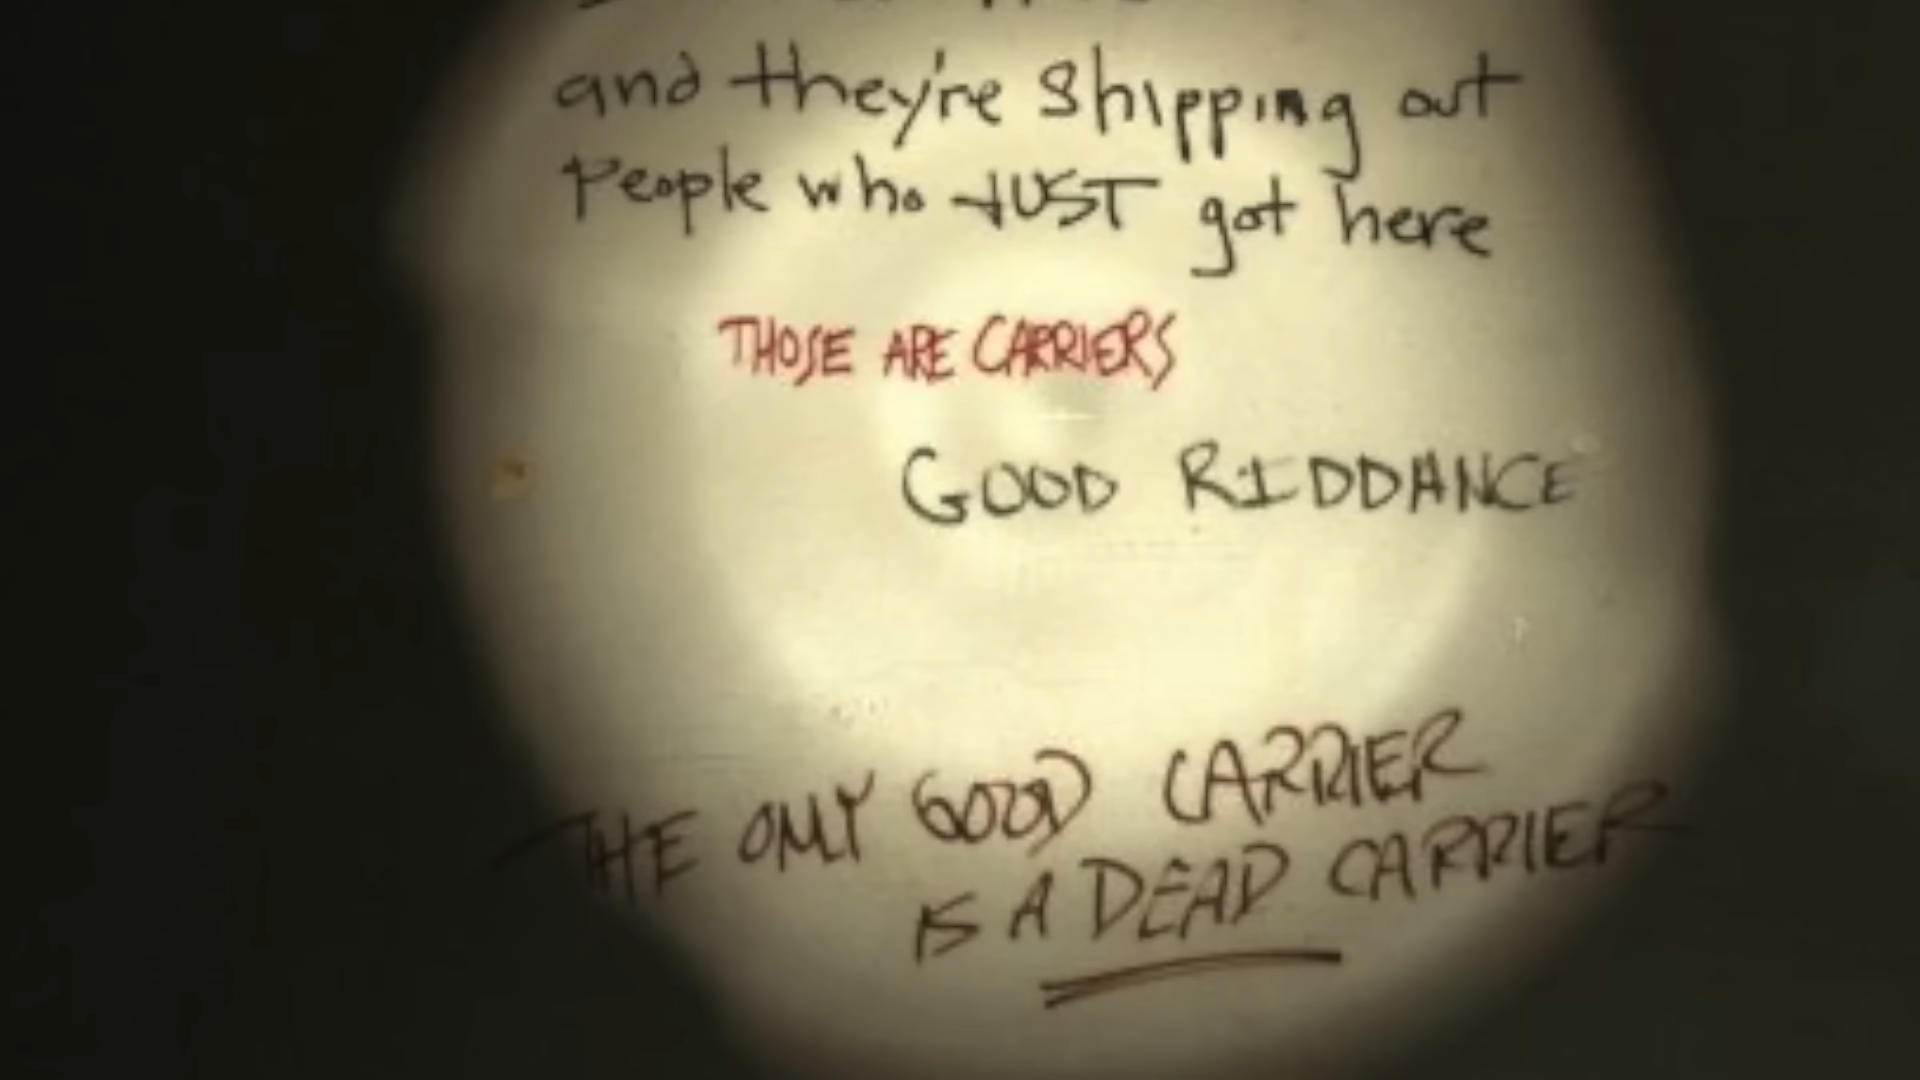 and they're shipping out
People who JUST got here
THOSE ARE CARRIERS
GOOD RIDDANCE
THE ONLY GOOD CARRIER
IS A DEAD CARRIER